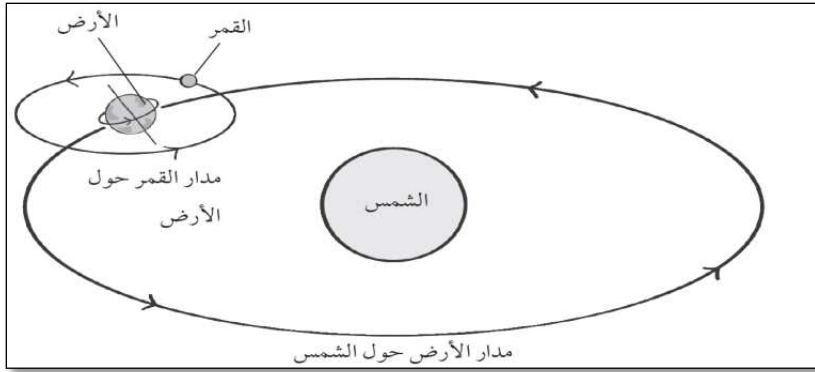 الأرض
القمر
مدار القمر حول
الأرض
الشمس
مدار الأرض حول الشمس